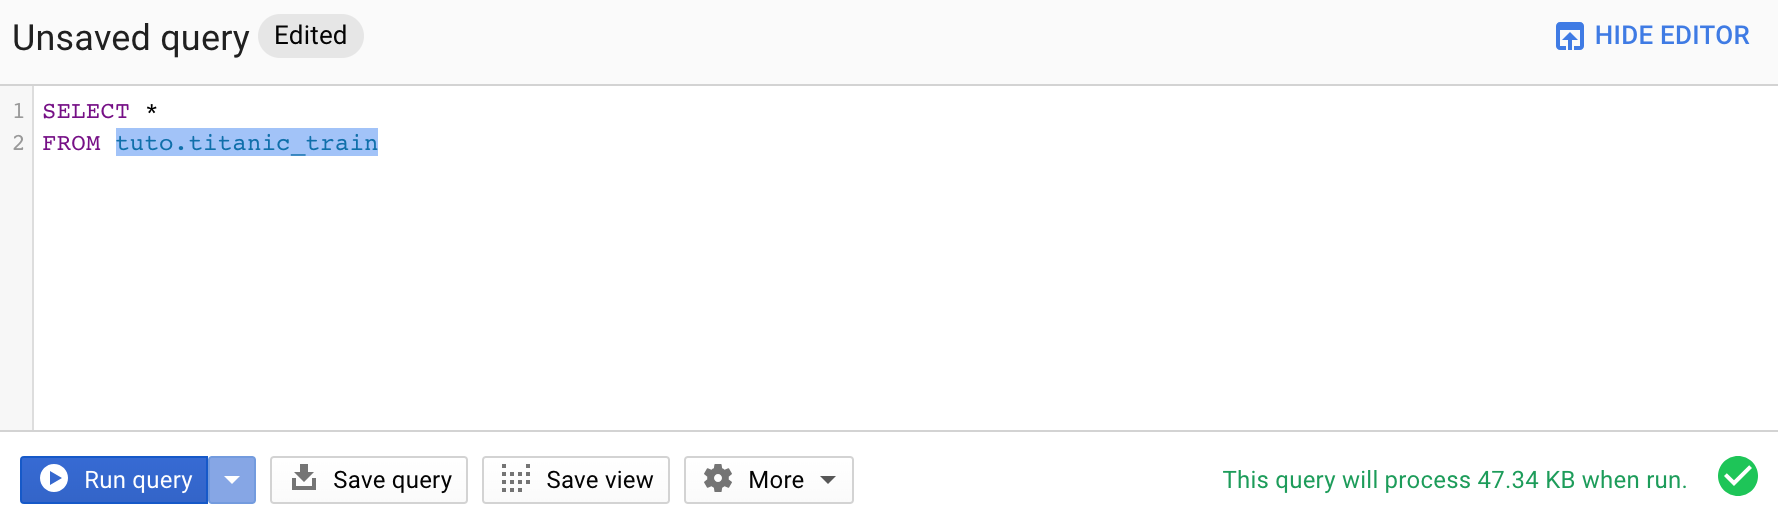 Unsaved query Edited HIDE EDITOR
1 SELECT *
2 FROM tuto.titanic_train
Run query Save query Save view More This query will process 47.34 KB when run.